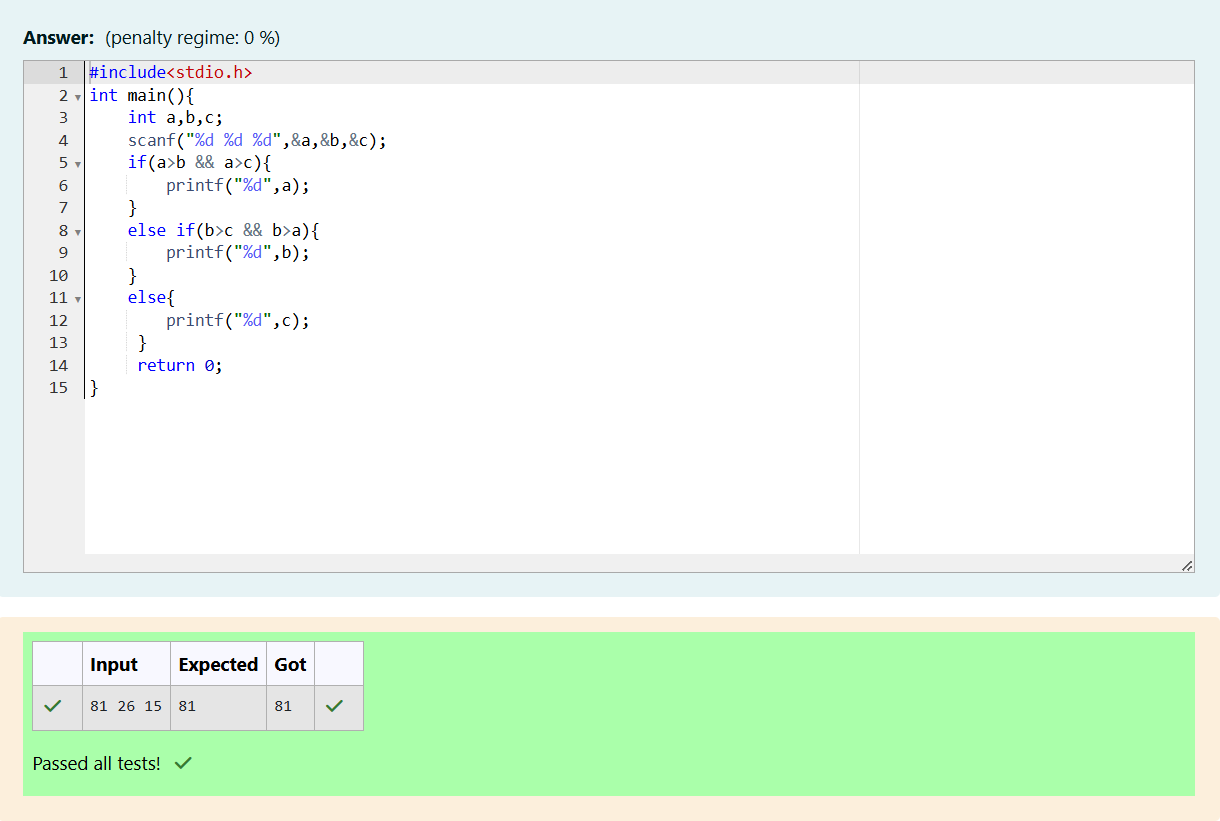 Answer: (penalty regime: 0 %)
1 #include<stdio.h>
2 int main(){
3     int a,b,c;
4     scanf("%d %d %d",&a,&b,&c);
5     if(a>b && a>c){
6         printf("%d",a);
7     }
8     else if(b>c && b>a){
9         printf("%d",b);
10     }
11     else{
12         printf("%d",c);
13      }
14      return 0;
15 }
Input Expected Got
81 26 15 81 81
Passed all tests!